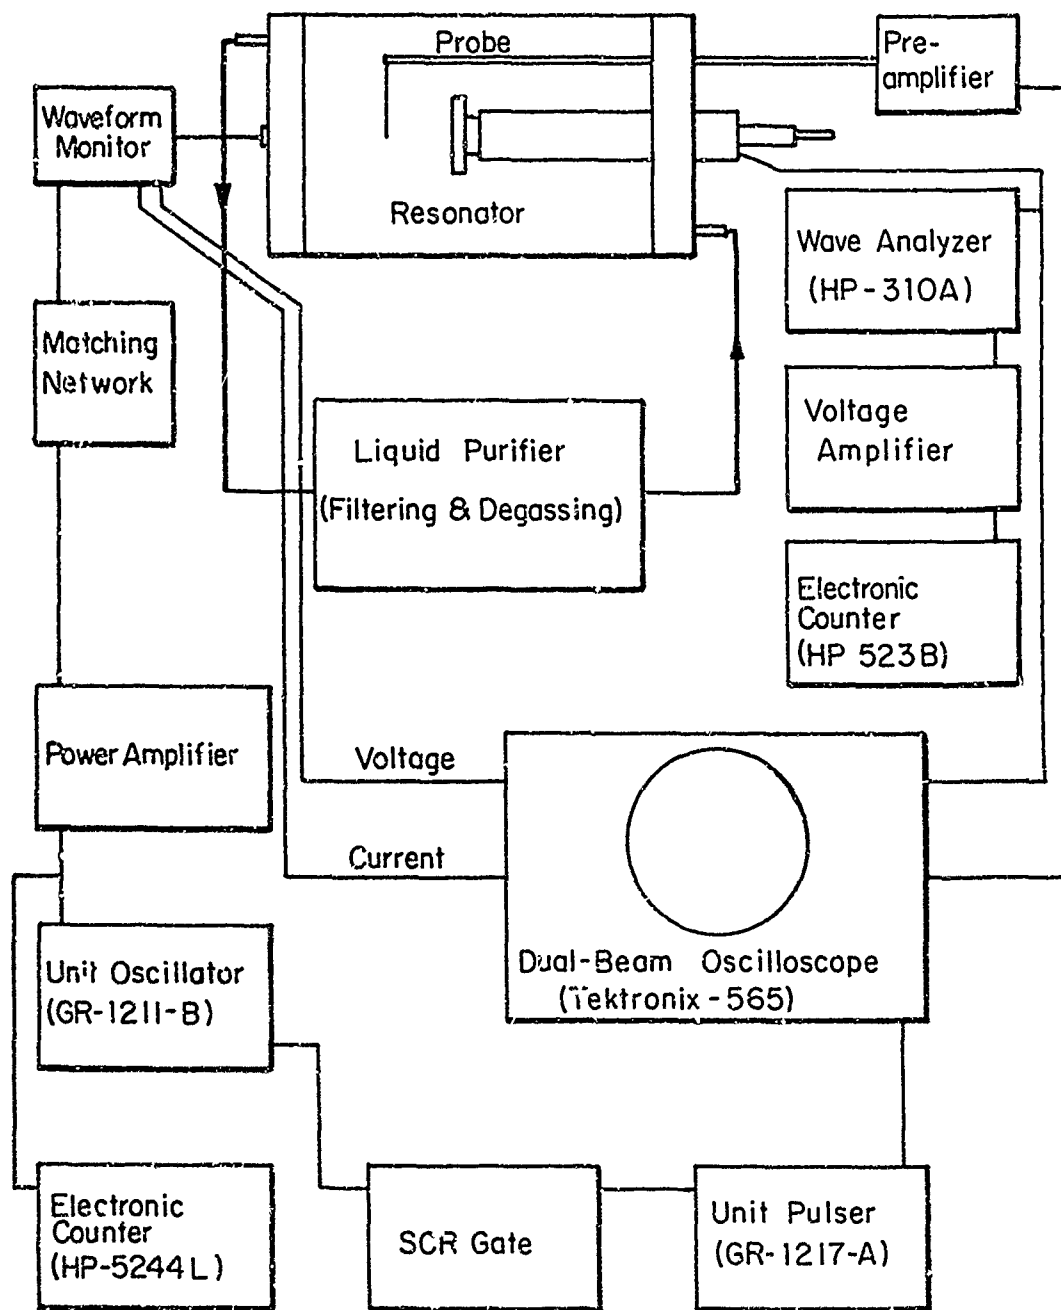 Probe
Pre-
amplifier
Waveform
Monitor
Resonator
Wave Analyzer
(HP-310A)
Matching
Network
Liquid Purifier
(Filtering & Degassing)
Voltage
Amplifier
Electronic
Counter
(HP 523B)
Power Amplifier
Voltage
Current
Dual-Beam Oscilloscope
(Tektronix-565)
Unit Oscillator
(GR-1211-B)
Electronic
Counter
(HP-5244L)
SCR Gate
Unit Pulser
(GR-1217-A)